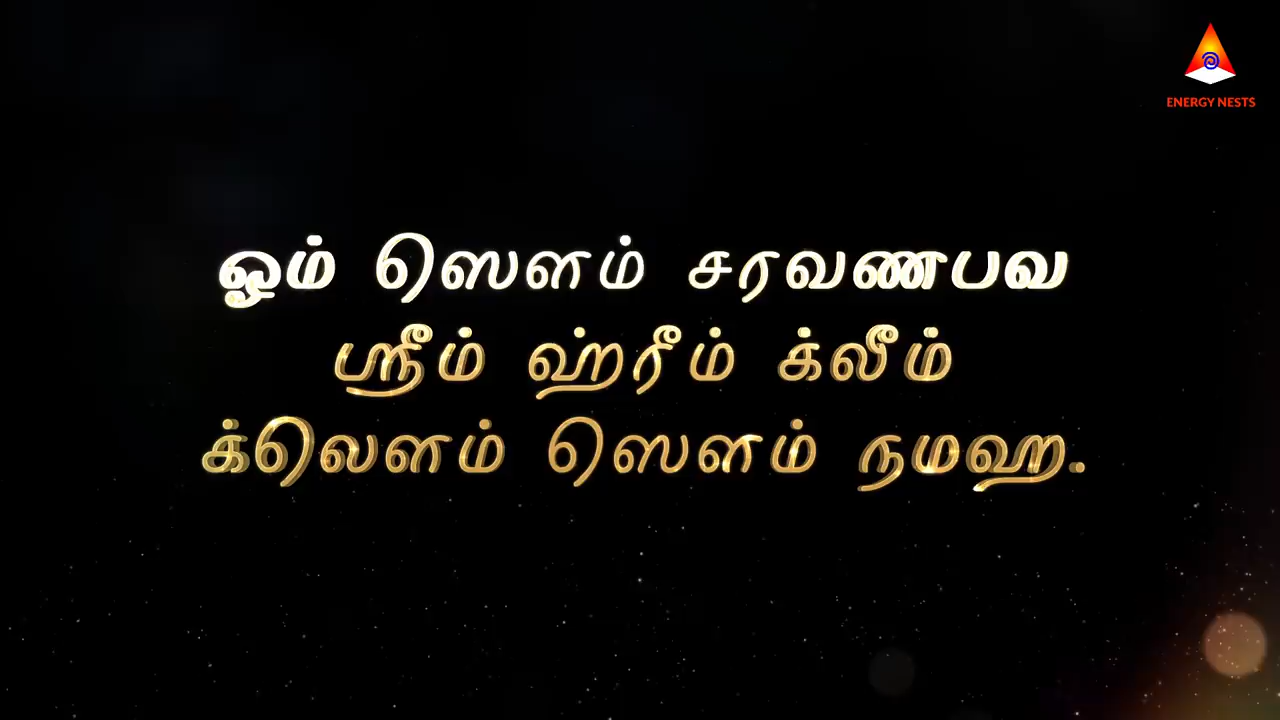 ENERGY NESTS
ஓம் ஸௌம் சரவணபவ
ஸ்ரீம் ஹ்ரீம் க்லீம்
க்லௌம் ஸௌம் நமஹ.